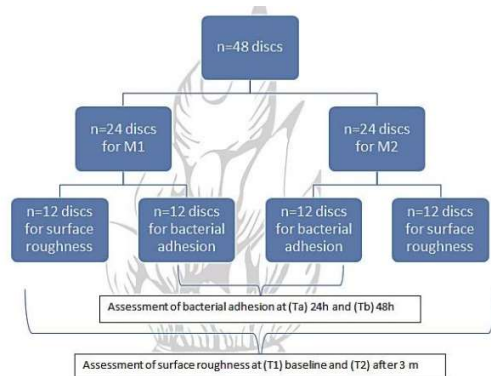 n=48 discs
n=24 discs
for M1
n=24 discs
for M2
n=12 discs
for surface
roughness
n=12 discs
for bacterial
adhesion
n=12 discs
for bacterial
adhesion
n=12 discs
for surface
roughness
Assessment of bacterial adhesion at (Ta) 24h and (Tb) 48h
Assessment of surface roughness at (T1) baseline and (T2) after 3 m